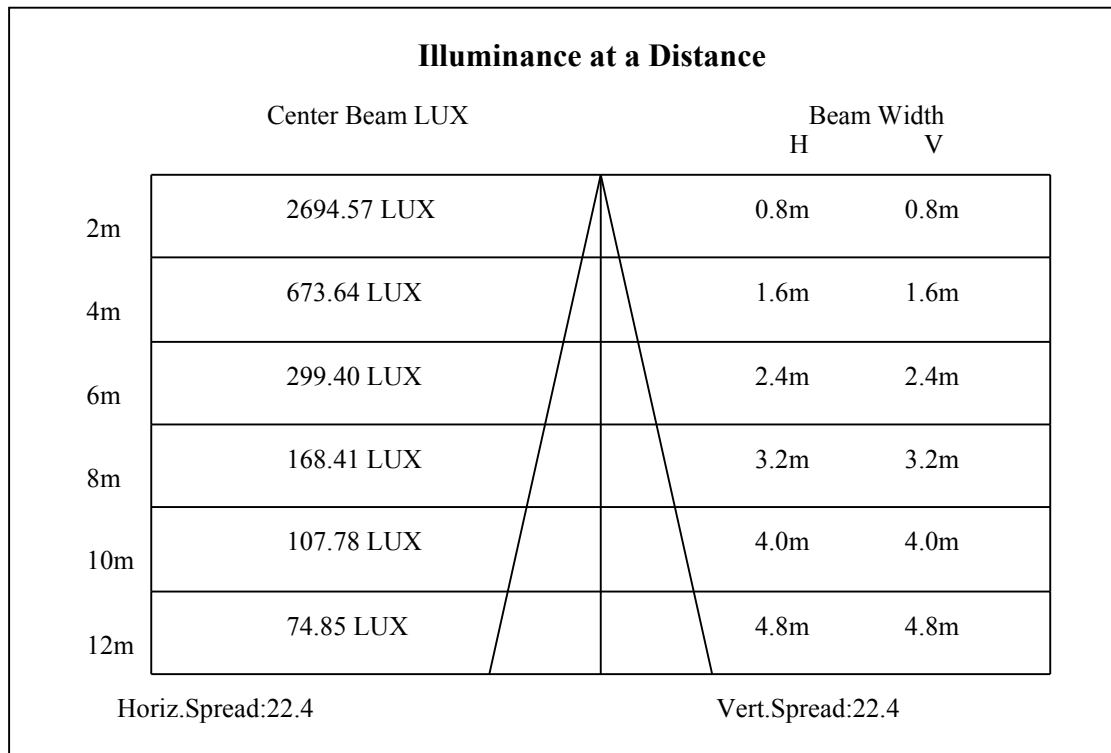 Illuminance at a Distance
Center Beam LUX Beam Width
H V
2m 2694.57 LUX 0.8m 0.8m
4m 673.64 LUX 1.6m 1.6m
6m 299.40 LUX 2.4m 2.4m
8m 168.41 LUX 3.2m 3.2m
10m 107.78 LUX 4.0m 4.0m
12m 74.85 LUX 4.8m 4.8m
Horiz.Spread:22.4 Vert.Spread:22.4